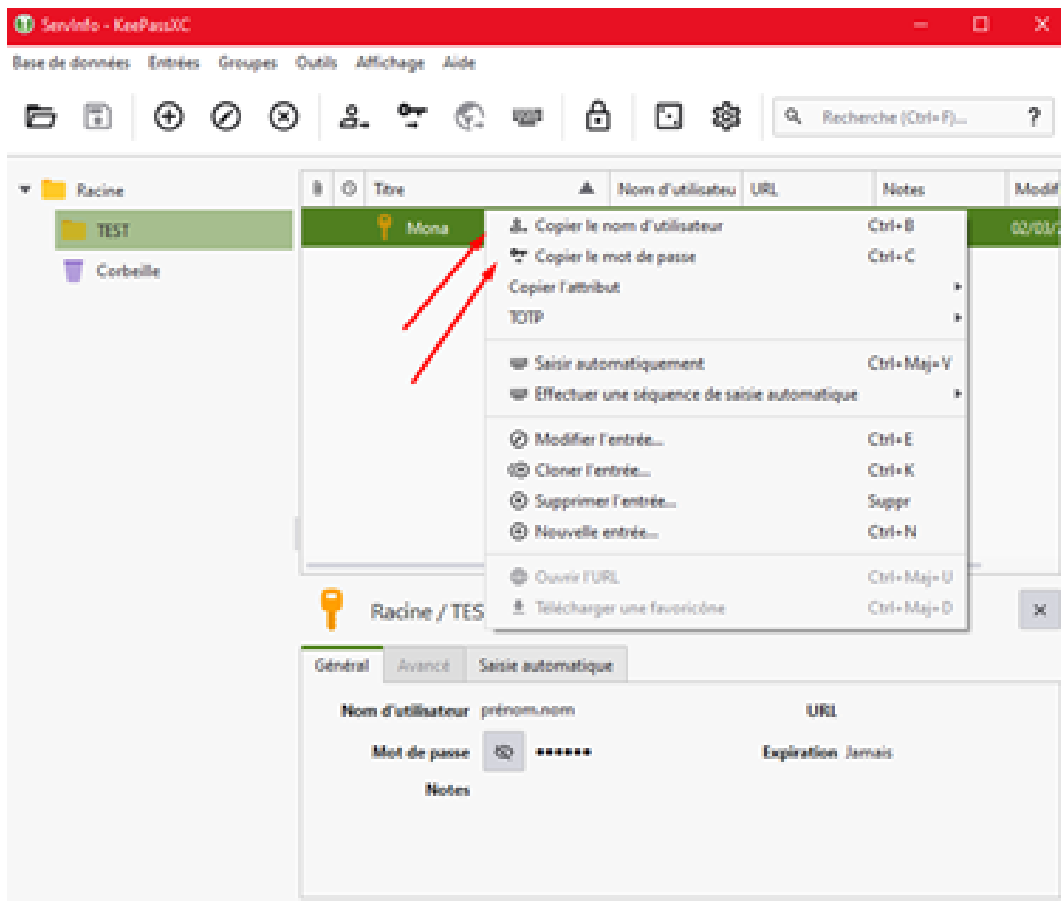 ServInfo - KeePassXC
Base de données Entrées Groupes Outils Affichage Aide
Recherche (Ctrl+F)... ?
Racine
TEST
Corbeille
Titre Nom d'utilisateu URL Notes Modif
Mona 02/03/2
Copier le nom d'utilisateur Ctrl+B
Copier le mot de passe Ctrl+C
Copier l'attribut
TOTP
Saisir automatiquement Ctrl+Maj+V
Effectuer une séquence de saisie automatique
Modifier l'entrée... Ctrl+E
Cloner l'entrée... Ctrl+K
Supprimer l'entrée... Suppr
Nouvelle entrée... Ctrl+N
Ouvrir l'URL Ctrl+Maj+U
Télécharger une favoricône Ctrl+Maj+D
Racine / TES
Général Avancé Saisie automatique
Nom d'utilisateur prénom.nom URL
Mot de passe ●●●●●● Expiration Jamais
Notes